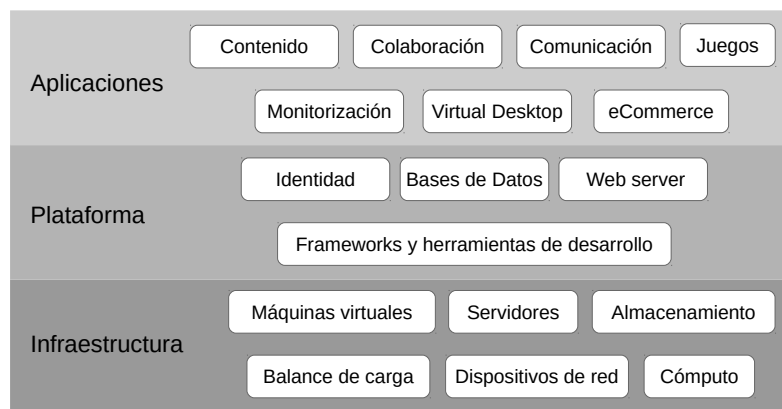 Aplicaciones
Contenido
Colaboración
Comunicación
Juegos
Monitorización
Virtual Desktop
eCommerce
Plataforma
Identidad
Bases de Datos
Web server
Frameworks y herramientas de desarrollo
Infraestructura
Máquinas virtuales
Servidores
Almacenamiento
Balance de carga
Dispositivos de red
Cómputo